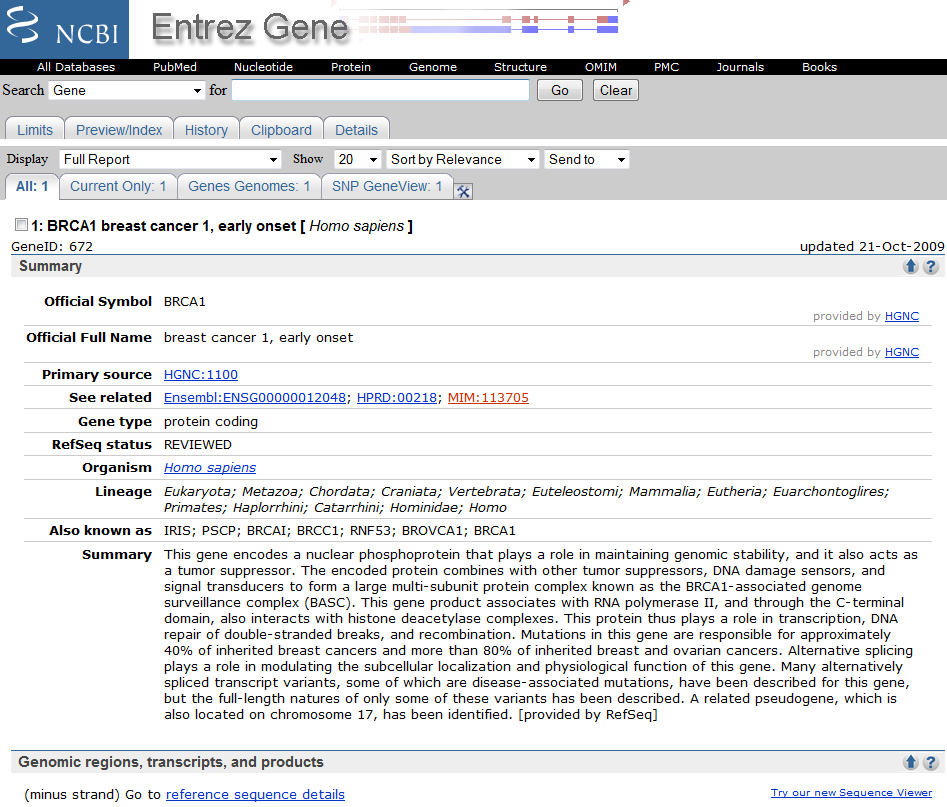 NCBI Entrez Gene
All Databases PubMed Nucleotide Protein Genome Structure OMIM PMC Journals Books
Search Gene for Go Clear
Limits Preview/Index History Clipboard Details
Display Full Report Show 20 Sort by Relevance Send to
All: 1 Current Only: 1 Genes Genomes: 1 SNP GeneView: 1
1: BRCA1 breast cancer 1, early onset [ Homo sapiens ]
GeneID: 672 updated 21-Oct-2009
Summary ?
Official Symbol BRCA1
provided by HGNC
Official Full Name breast cancer 1, early onset
provided by HGNC
Primary source HGNC:1100
See related Ensembl:ENSG00000012048; HPRD:00218; MIM:113705
Gene type protein coding
RefSeq status REVIEWED
Organism Homo sapiens
Lineage Eukaryota; Metazoa; Chordata; Craniata; Vertebrata; Euteleostomi; Mammalia; Eutheria; Euarchontoglires;
Primates; Haplorrhini; Catarrhini; Hominidae; Homo
Also known as IRIS; PSCP; BRCAI; BRCC1; RNF53; BROVCA1; BRCA1
Summary This gene encodes a nuclear phosphoprotein that plays a role in maintaining genomic stability, and it also acts as
a tumor suppressor. The encoded protein combines with other tumor suppressors, DNA damage sensors, and
signal transducers to form a large multi-subunit protein complex known as the BRCA1-associated genome
surveillance complex (BASC). This gene product associates with RNA polymerase II, and through the C-terminal
domain, also interacts with histone deacetylase complexes. This protein thus plays a role in transcription, DNA
repair of double-stranded breaks, and recombination. Mutations in this gene are responsible for approximately
40% of inherited breast cancers and more than 80% of inherited breast and ovarian cancers. Alternative splicing
plays a role in modulating the subcellular localization and physiological function of this gene. Many alternatively
spliced transcript variants, some of which are disease-associated mutations, have been described for this gene,
but the full-length natures of only some of these variants has been described. A related pseudogene, which is
also located on chromosome 17, has been identified. [provided by RefSeq]
Genomic regions, transcripts, and products ?
(minus strand) Go to reference sequence details Try our new Sequence Viewer